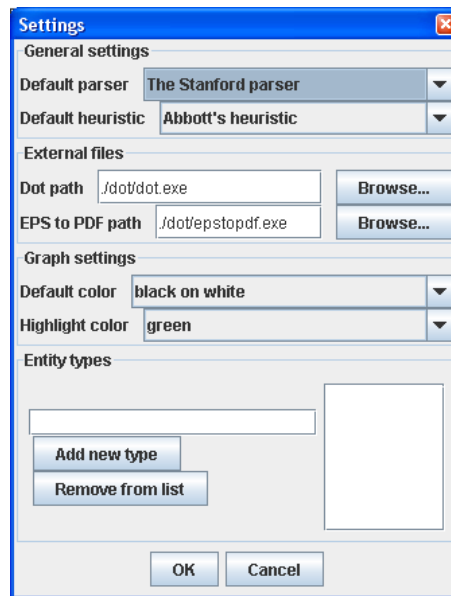 Settings
General settings
Default parser The Stanford parser
Default heuristic Abbott's heuristic
External files
Dot path ./dot/dot.exe Browse...
EPS to PDF path ./dot/epstopdf.exe Browse...
Graph settings
Default color black on white
Highlight color green
Entity types
Add new type
Remove from list
OK Cancel